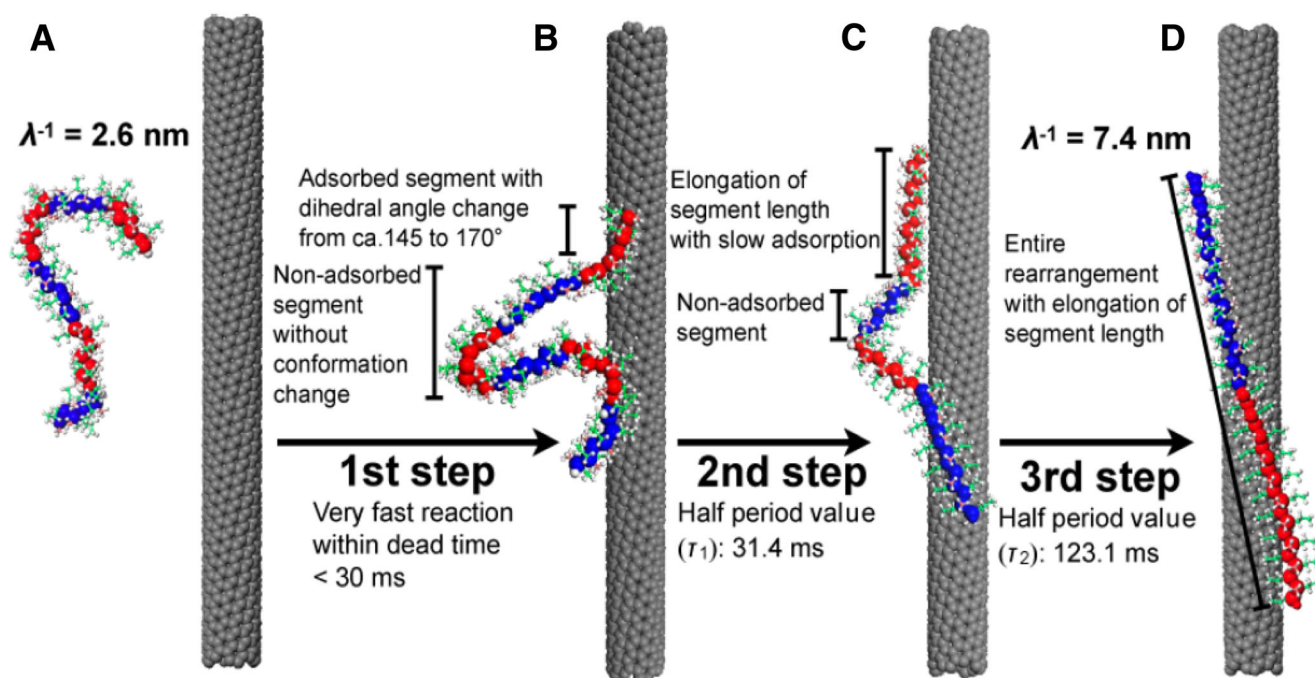 A
B
C
D
λ-1 = 2.6 nm
Adsorbed segment with
dihedral angle change
from ca.145 to 170°
Non-adsorbed
segment
without
conformation
change
1st step
Very fast reaction
within dead time
< 30 ms
Elongation of
segment length
with slow adsorption
Non-adsorbed
segment
2nd step
Half period value
(τ1): 31.4 ms
λ-1 = 7.4 nm
Entire
rearrangement
with elongation of
segment length
3rd step
Half period value
(τ2): 123.1 ms